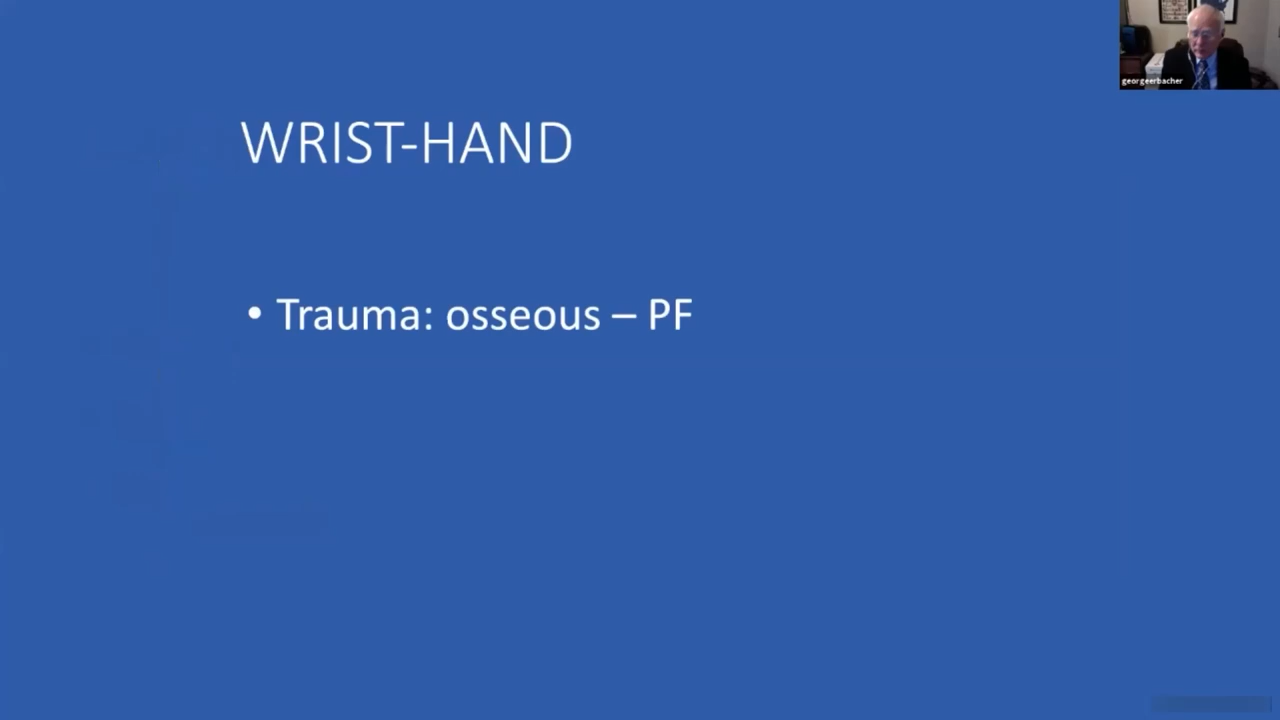 georgeerbacher
WRIST-HAND
• Trauma: osseous – PF